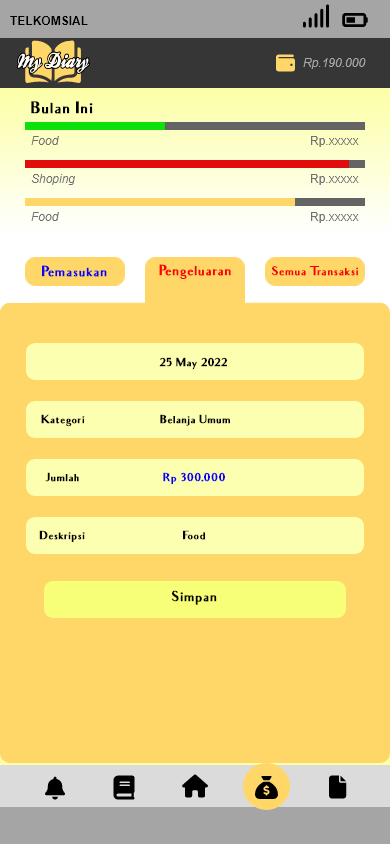 TELKOMSIAL
My Diary
Rp.190.000
Bulan Ini
Food Rp.xxxxx
Shoping Rp.xxxxx
Food Rp.xxxxx
Pemasukan Pengeluaran Semua Transaksi
25 May 2022
Kategori Belanja Umum
Jumlah Rp 300.000
Deskripsi Food
Simpan